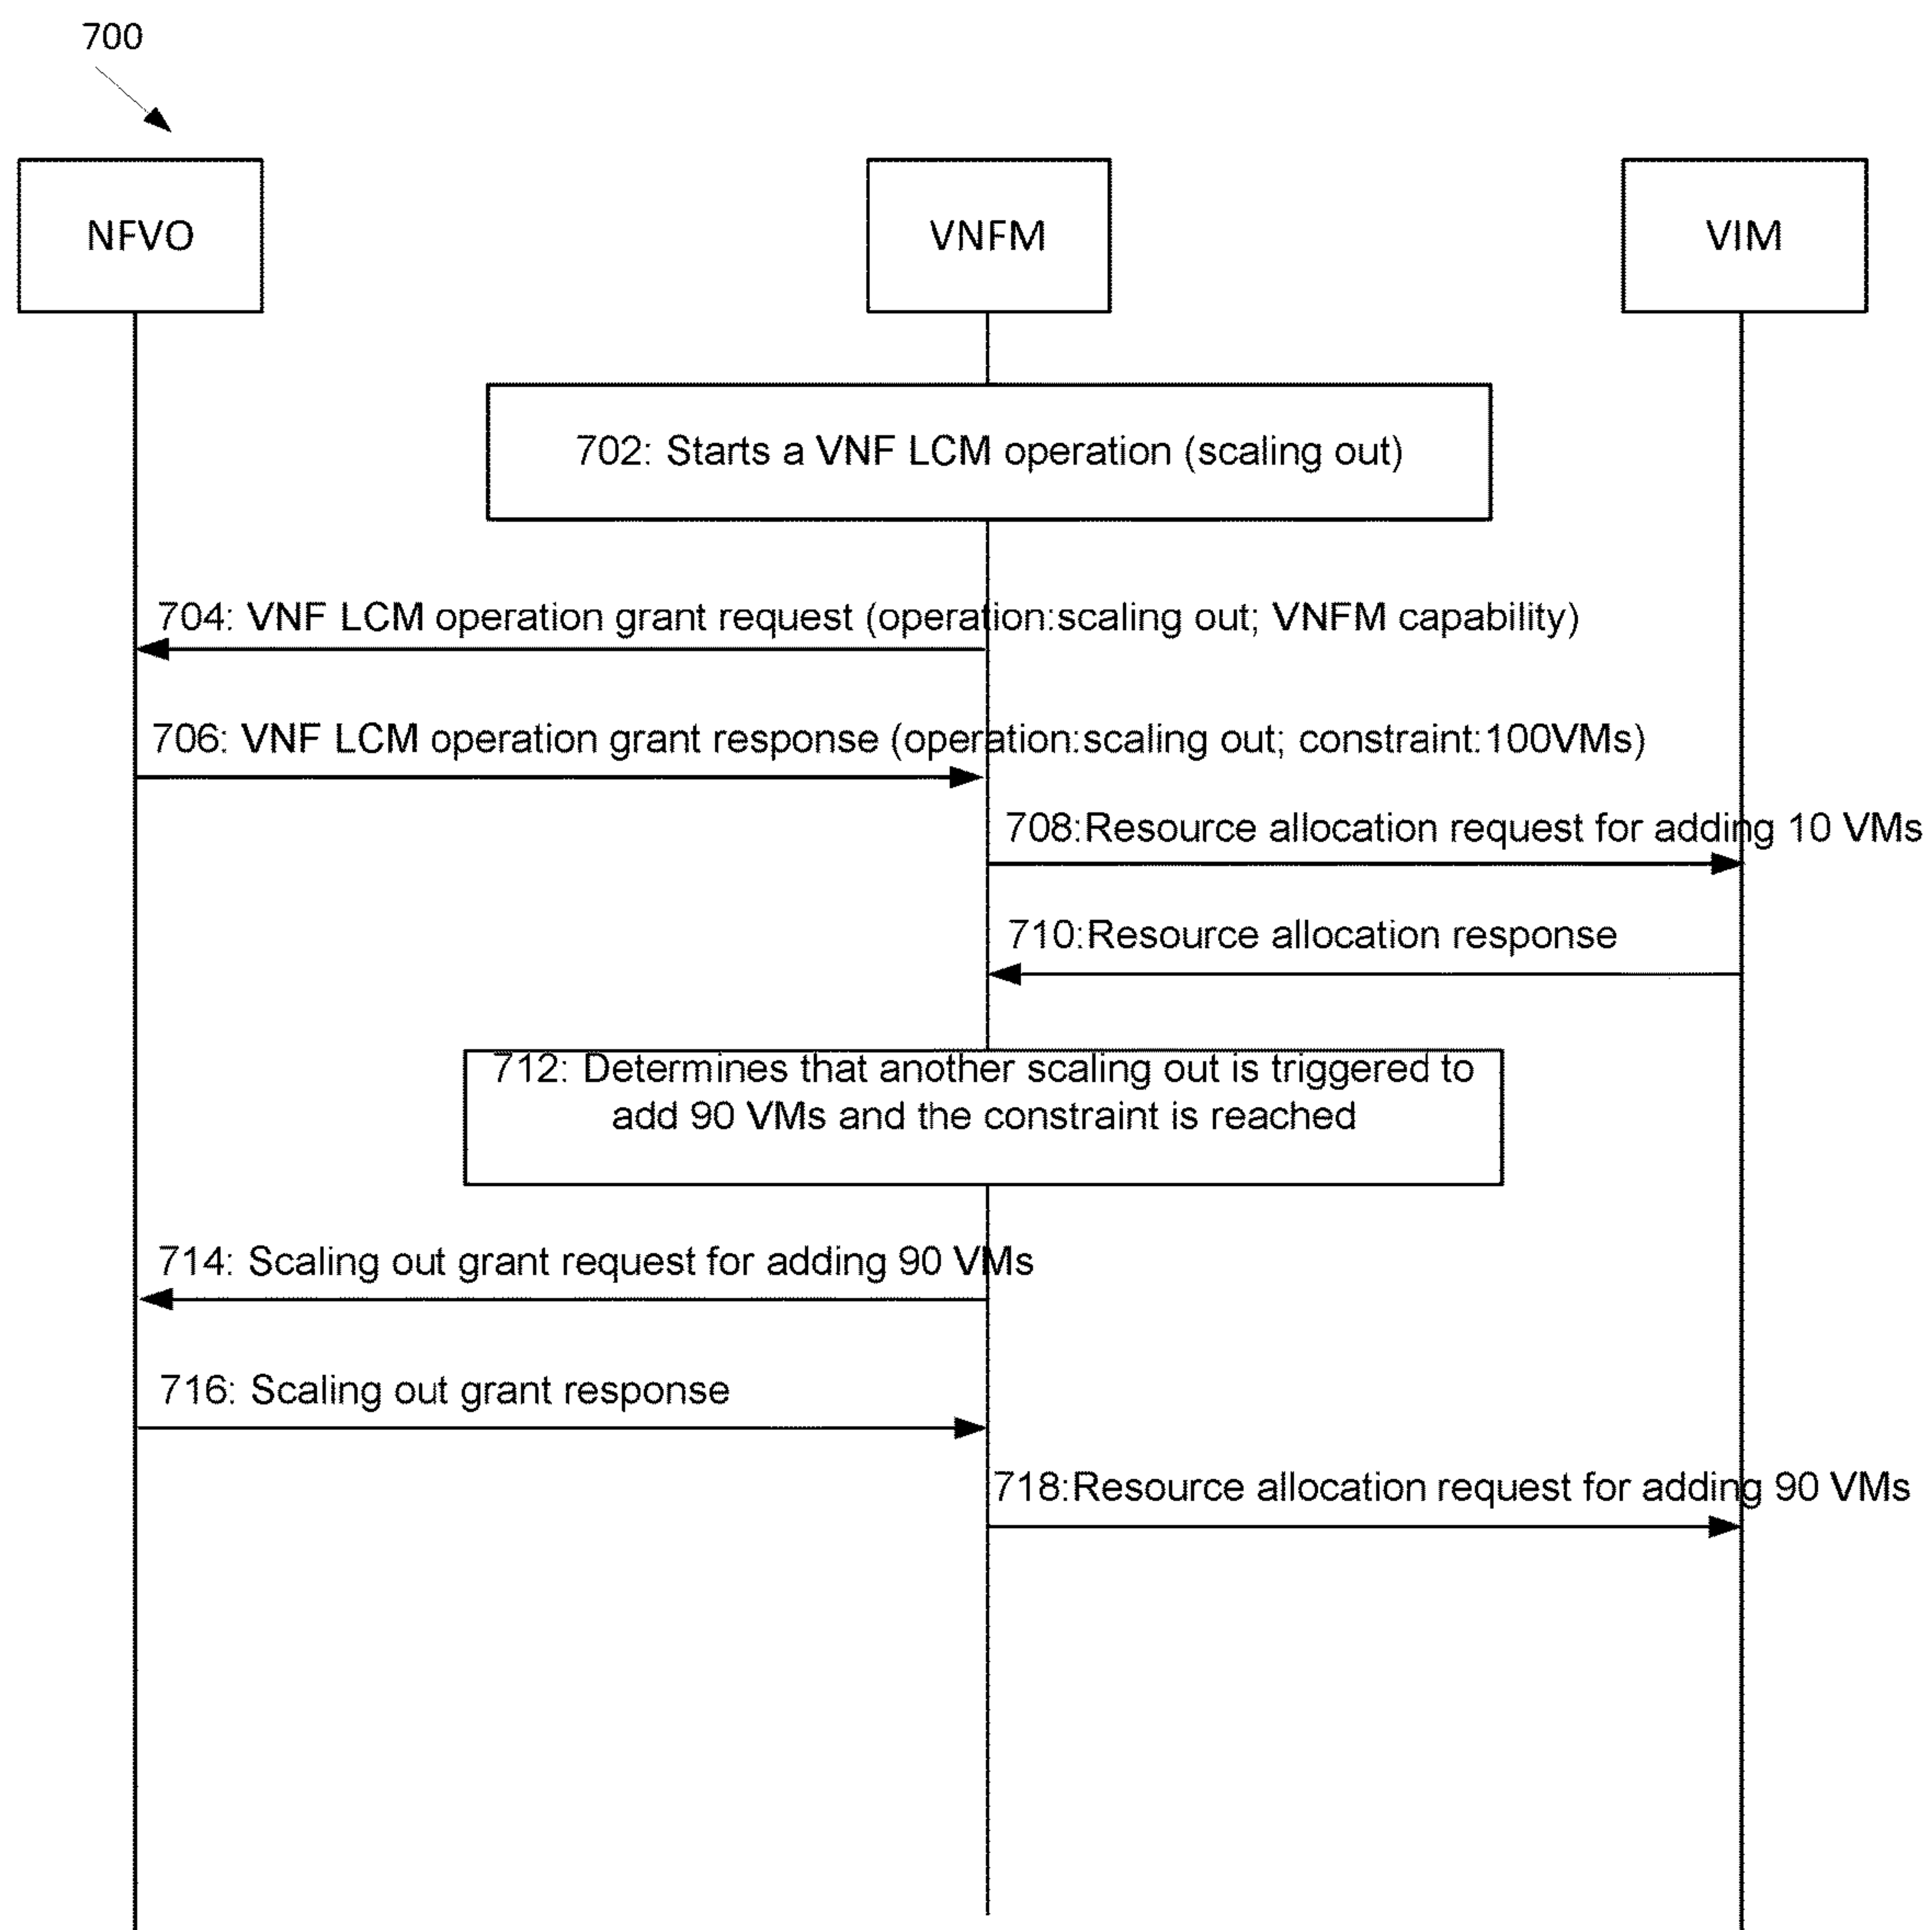 700
NFVO
VNFM
VIM
702: Starts a VNF LCM operation (scaling out)
704: VNF LCM operation grant request (operation:scaling out; VNFM capability)
706: VNF LCM operation grant response (operation:scaling out; constraint:100VMs)
708:Resource allocation request for adding 10 VMs
710:Resource allocation response
712: Determines that another scaling out is triggered to
add 90 VMs and the constraint is reached
714: Scaling out grant request for adding 90 VMs
716: Scaling out grant response
718:Resource allocation request for adding 90 VMs